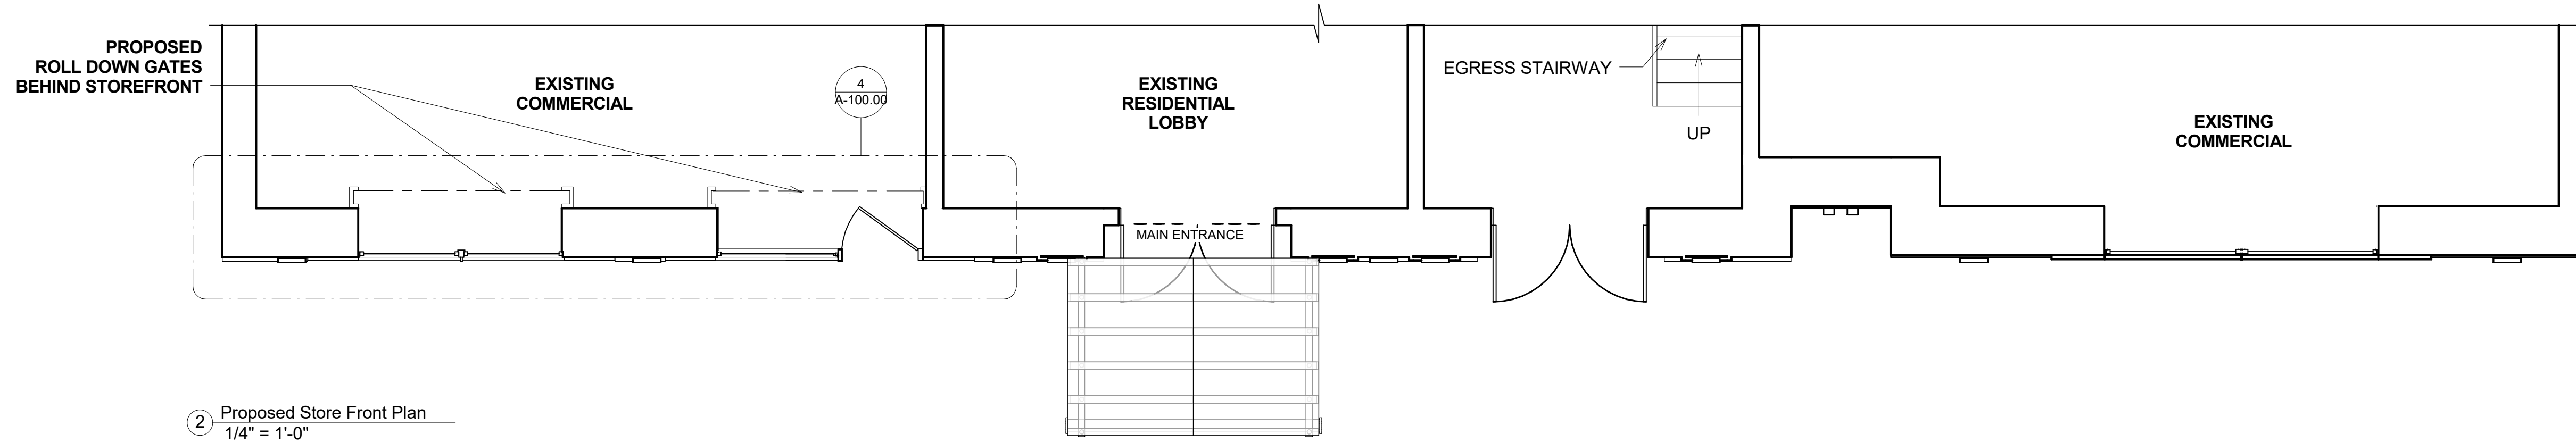 PROPOSED
ROLL DOWN GATES
BEHIND STOREFRONT
EXISTING
COMMERCIAL
4
A-100.00
EXISTING
RESIDENTIAL
LOBBY
MAIN ENTRANCE
EGRESS STAIRWAY
UP
EXISTING
COMMERCIAL
2
Proposed Store Front Plan
1/4" = 1'-0"